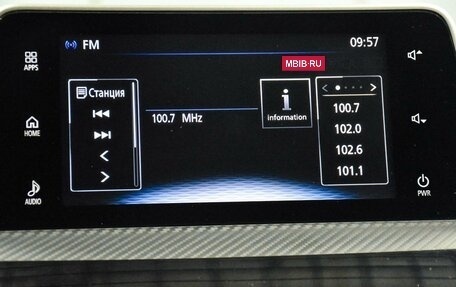 FM
09:57
MBIB·RU
APPS
Станция
100.7 MHz
information
100.7
102.0
102.6
101.1
HOME
AUDIO
PWR